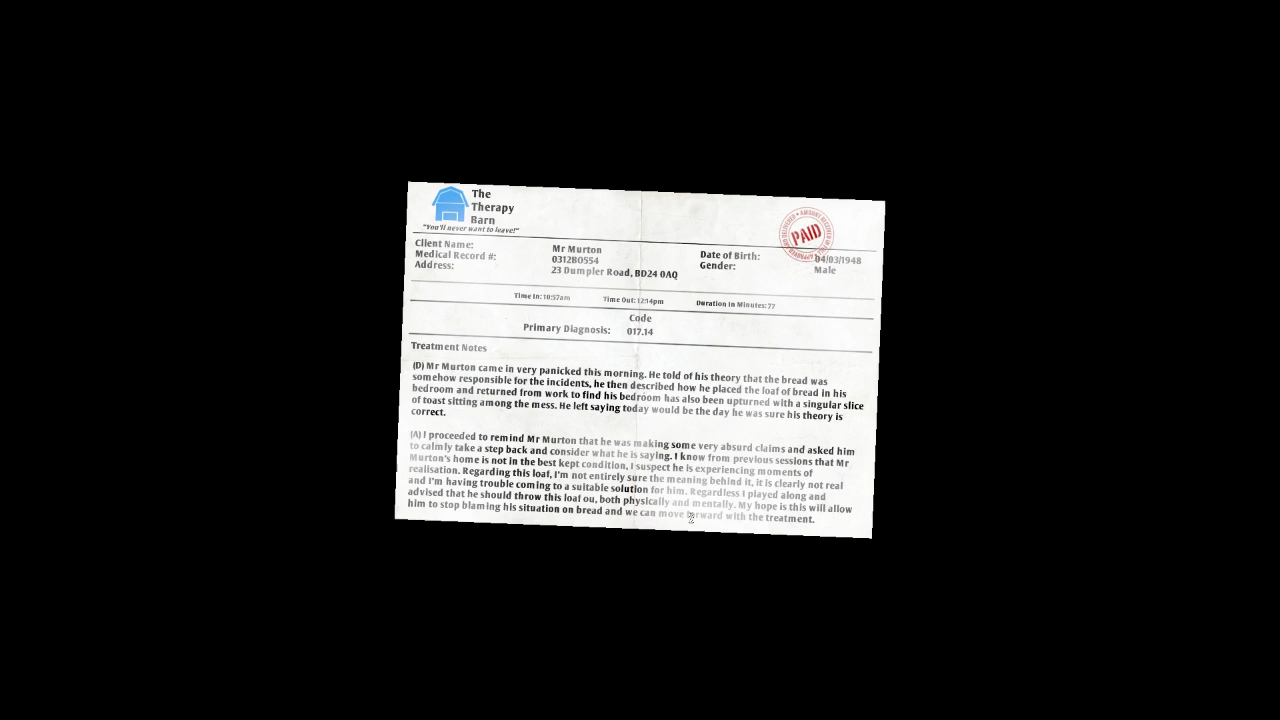 The
Therapy
Barn
"You'll never want to leave!"
PAID
Client Name: Mr Murton Date of Birth: 04/03/1948
Medical Record #: 0312B0554 Gender: Male
Address: 23 Dumpler Road, BD24 0AQ
Time In: 10:57am Time Out: 12:14pm Duration In Minutes: 77
Code
Primary Diagnosis: 017.14
Treatment Notes
(D) Mr Murton came in very panicked this morning. He told of his theory that the bread was
somehow responsible for the incidents, he then described how he placed the loaf of bread in his
bedroom and returned from work to find his bedroom has also been upturned with a singular slice
of toast sitting among the mess. He left saying today would be the day he was sure his theory is
correct.
(A) I proceeded to remind Mr Murton that he was making some very absurd claims and asked him
to calmly take a step back and consider what he is saying. I know from previous sessions that Mr
Murton's home is not in the best kept condition, I suspect he is experiencing moments of
realisation. Regarding this loaf, I'm not entirely sure the meaning behind it, it is clearly not real
and I'm having trouble coming to a suitable solution for him. Regardless I played along and
advised that he should throw this loaf ou, both physically and mentally. My hope is this will allow
him to stop blaming his situation on bread and we can move forward with the treatment.